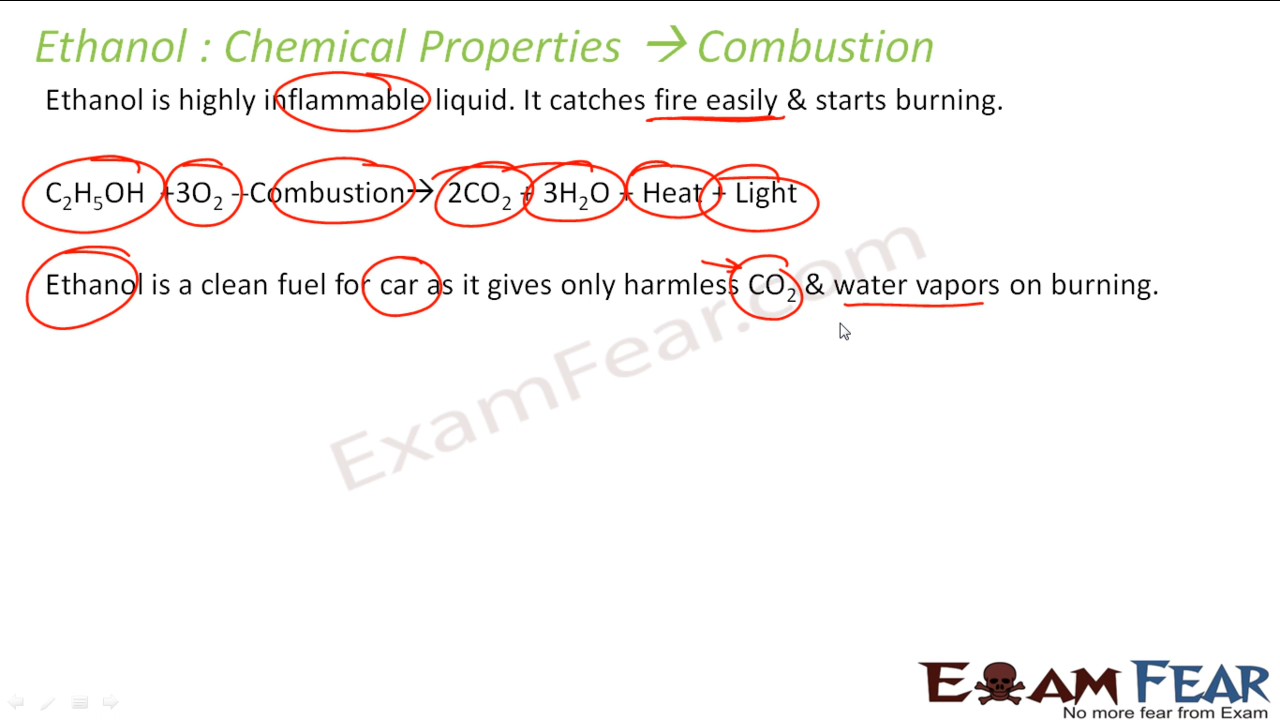 Ethanol : Chemical Properties → Combustion
Ethanol is highly inflammable liquid. It catches fire easily & starts burning.
C₂H₅OH +3O₂ --Combustion→ 2CO₂ + 3H₂O + Heat + Light
Ethanol is a clean fuel for car as it gives only harmless CO₂ & water vapors on burning.
ExamFear.com
EXAM FEAR
No more fear from Exam